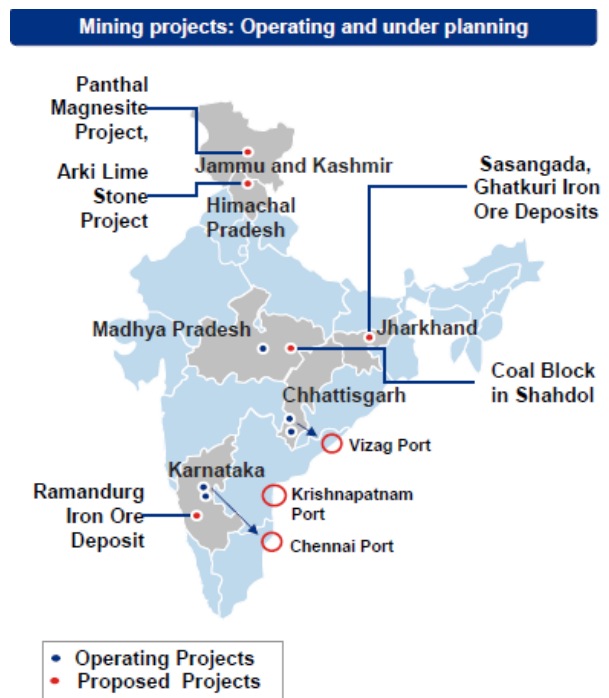 Mining projects: Operating and under planning
Panthal
Magnesite
Project,
Jammu and Kashmir
Arki Lime
Stone
Project
Himachal
Pradesh
Sasangada,
Ghatkuri Iron
Ore Deposits
Madhya Pradesh
Jharkhand
Chhattisgarh
Coal Block
in Shahdol
Vizag Port
Karnataka
Ramandurg
Iron Ore
Deposit
Krishnapatnam
Port
Chennai Port
Operating Projects
Proposed Projects